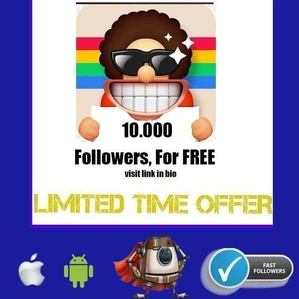 10.000
Followers, For FREE
visit link in bio
LIMITED TIME OFFER
FAST
FOLLOWERS